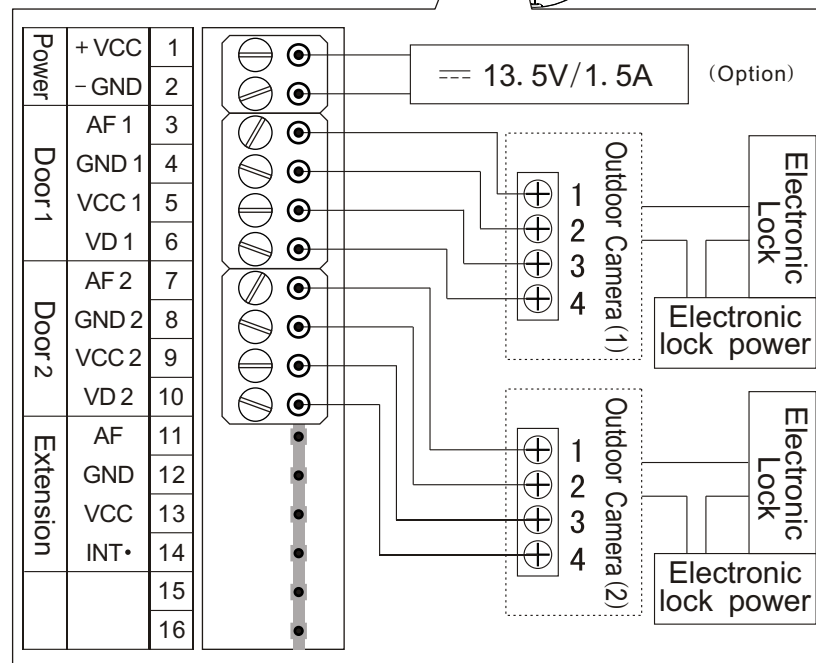 Power
+ VCC 1
- GND 2
Door 1
AF 1 3
GND 1 4
VCC 1 5
VD 1 6
Door 2
AF 2 7
GND 2 8
VCC 2 9
VD 2 10
Extension
AF 11
GND 12
VCC 13
INT• 14
15
16
13. 5V/1. 5A
(Option)
Outdoor Camera (1)
1
2
3
4
Electronic
Lock
Electronic
lock power
Outdoor Camera (2)
1
2
3
4
Electronic
Lock
Electronic
lock power